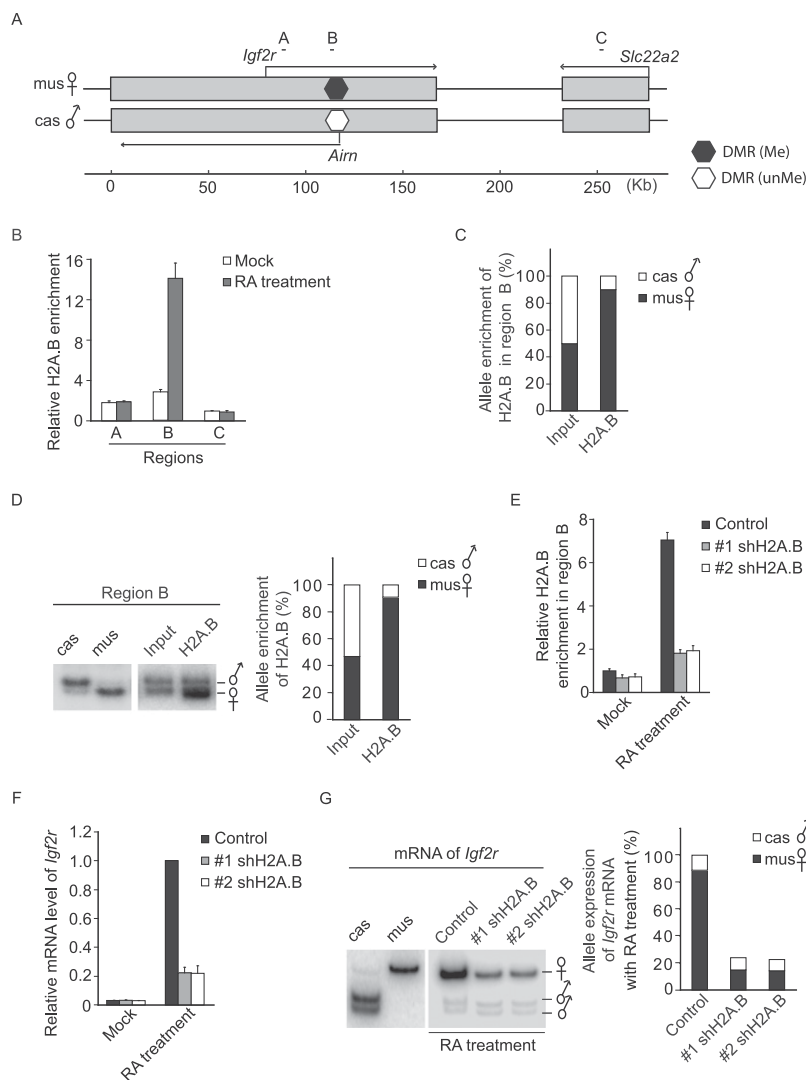 A
A B C
Igf2r
Slc22a2
mus♀
cas♂
Airn
0 50 100 150 200 250 (Kb)
DMR (Me)
DMR (unMe)
B
Relative H2A.B enrichment
16
12
8
4
0
Mock
RA treatment
A B C
Regions
C
Allele enrichment of
H2A.B in region B (%)
100
80
60
40
20
0
cas ♂
mus♀
Input
H2A.B
D
Region B
cas
mus
Input
H2A.B
♂
♀
Allele enrichment
of H2A.B (%)
100
80
60
40
20
0
cas ♂
mus♀
Input
H2A.B
E
Relative H2A.B
enrichment in region B
8
6
4
2
0
Control
#1 shH2A.B
#2 shH2A.B
Mock
RA treatment
F
Relative mRNA level of Igf2r
1.2
1.0
0.8
0.6
0.4
0.2
0
Control
#1 shH2A.B
#2 shH2A.B
Mock
RA treatment
G
mRNA of Igf2r
cas
mus
Control
#1 shH2A.B
#2 shH2A.B
♀
♂
♂
RA treatment
Allele expression
of Igf2r mRNA
with RA treatment (%)
100
80
60
40
20
0
cas ♂
mus♀
Control
#1 shH2A.B
#2 shH2A.B